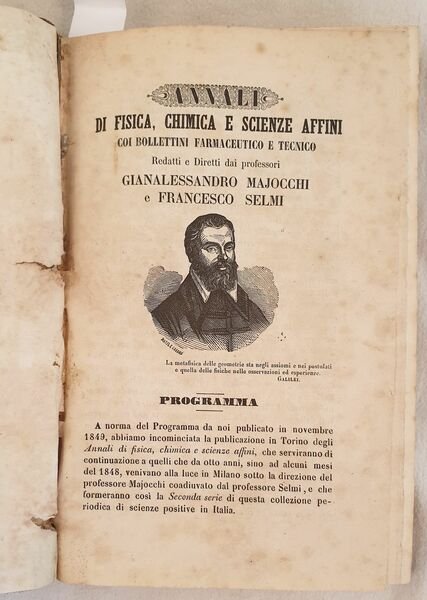 ANNALI
DI FISICA, CHIMICA E SCIENZE AFFINI
COI BOLLETTINI FARMACEUTICO E TECNICO
Redatti e Diretti dai professori
GIANALESSANDRO MAJOCCHI
e FRANCESCO SELMI
La metafisica delle geometrie sta negli assiomi e nei postulati
e quella delle fisiche nelle osservazioni ed esperienze.
GALILEI.
PROGRAMMA
A norma del Programma da noi publicato in novembre
1849, abbiamo incominciata la publicazione in Torino degli
Annali di fisica, chimica e scienze affini, che serviranno di
continuazione a quelli che da otto anni, sino ad alcuni mesi
del 1848, venivano alla luce in Milano sotto la direzione del
professore Majocchi coadiuvato dal professore Selmi, e che
formeranno così la Seconda serie di questa collezione pe-
riodica di scienze positive in Italia.